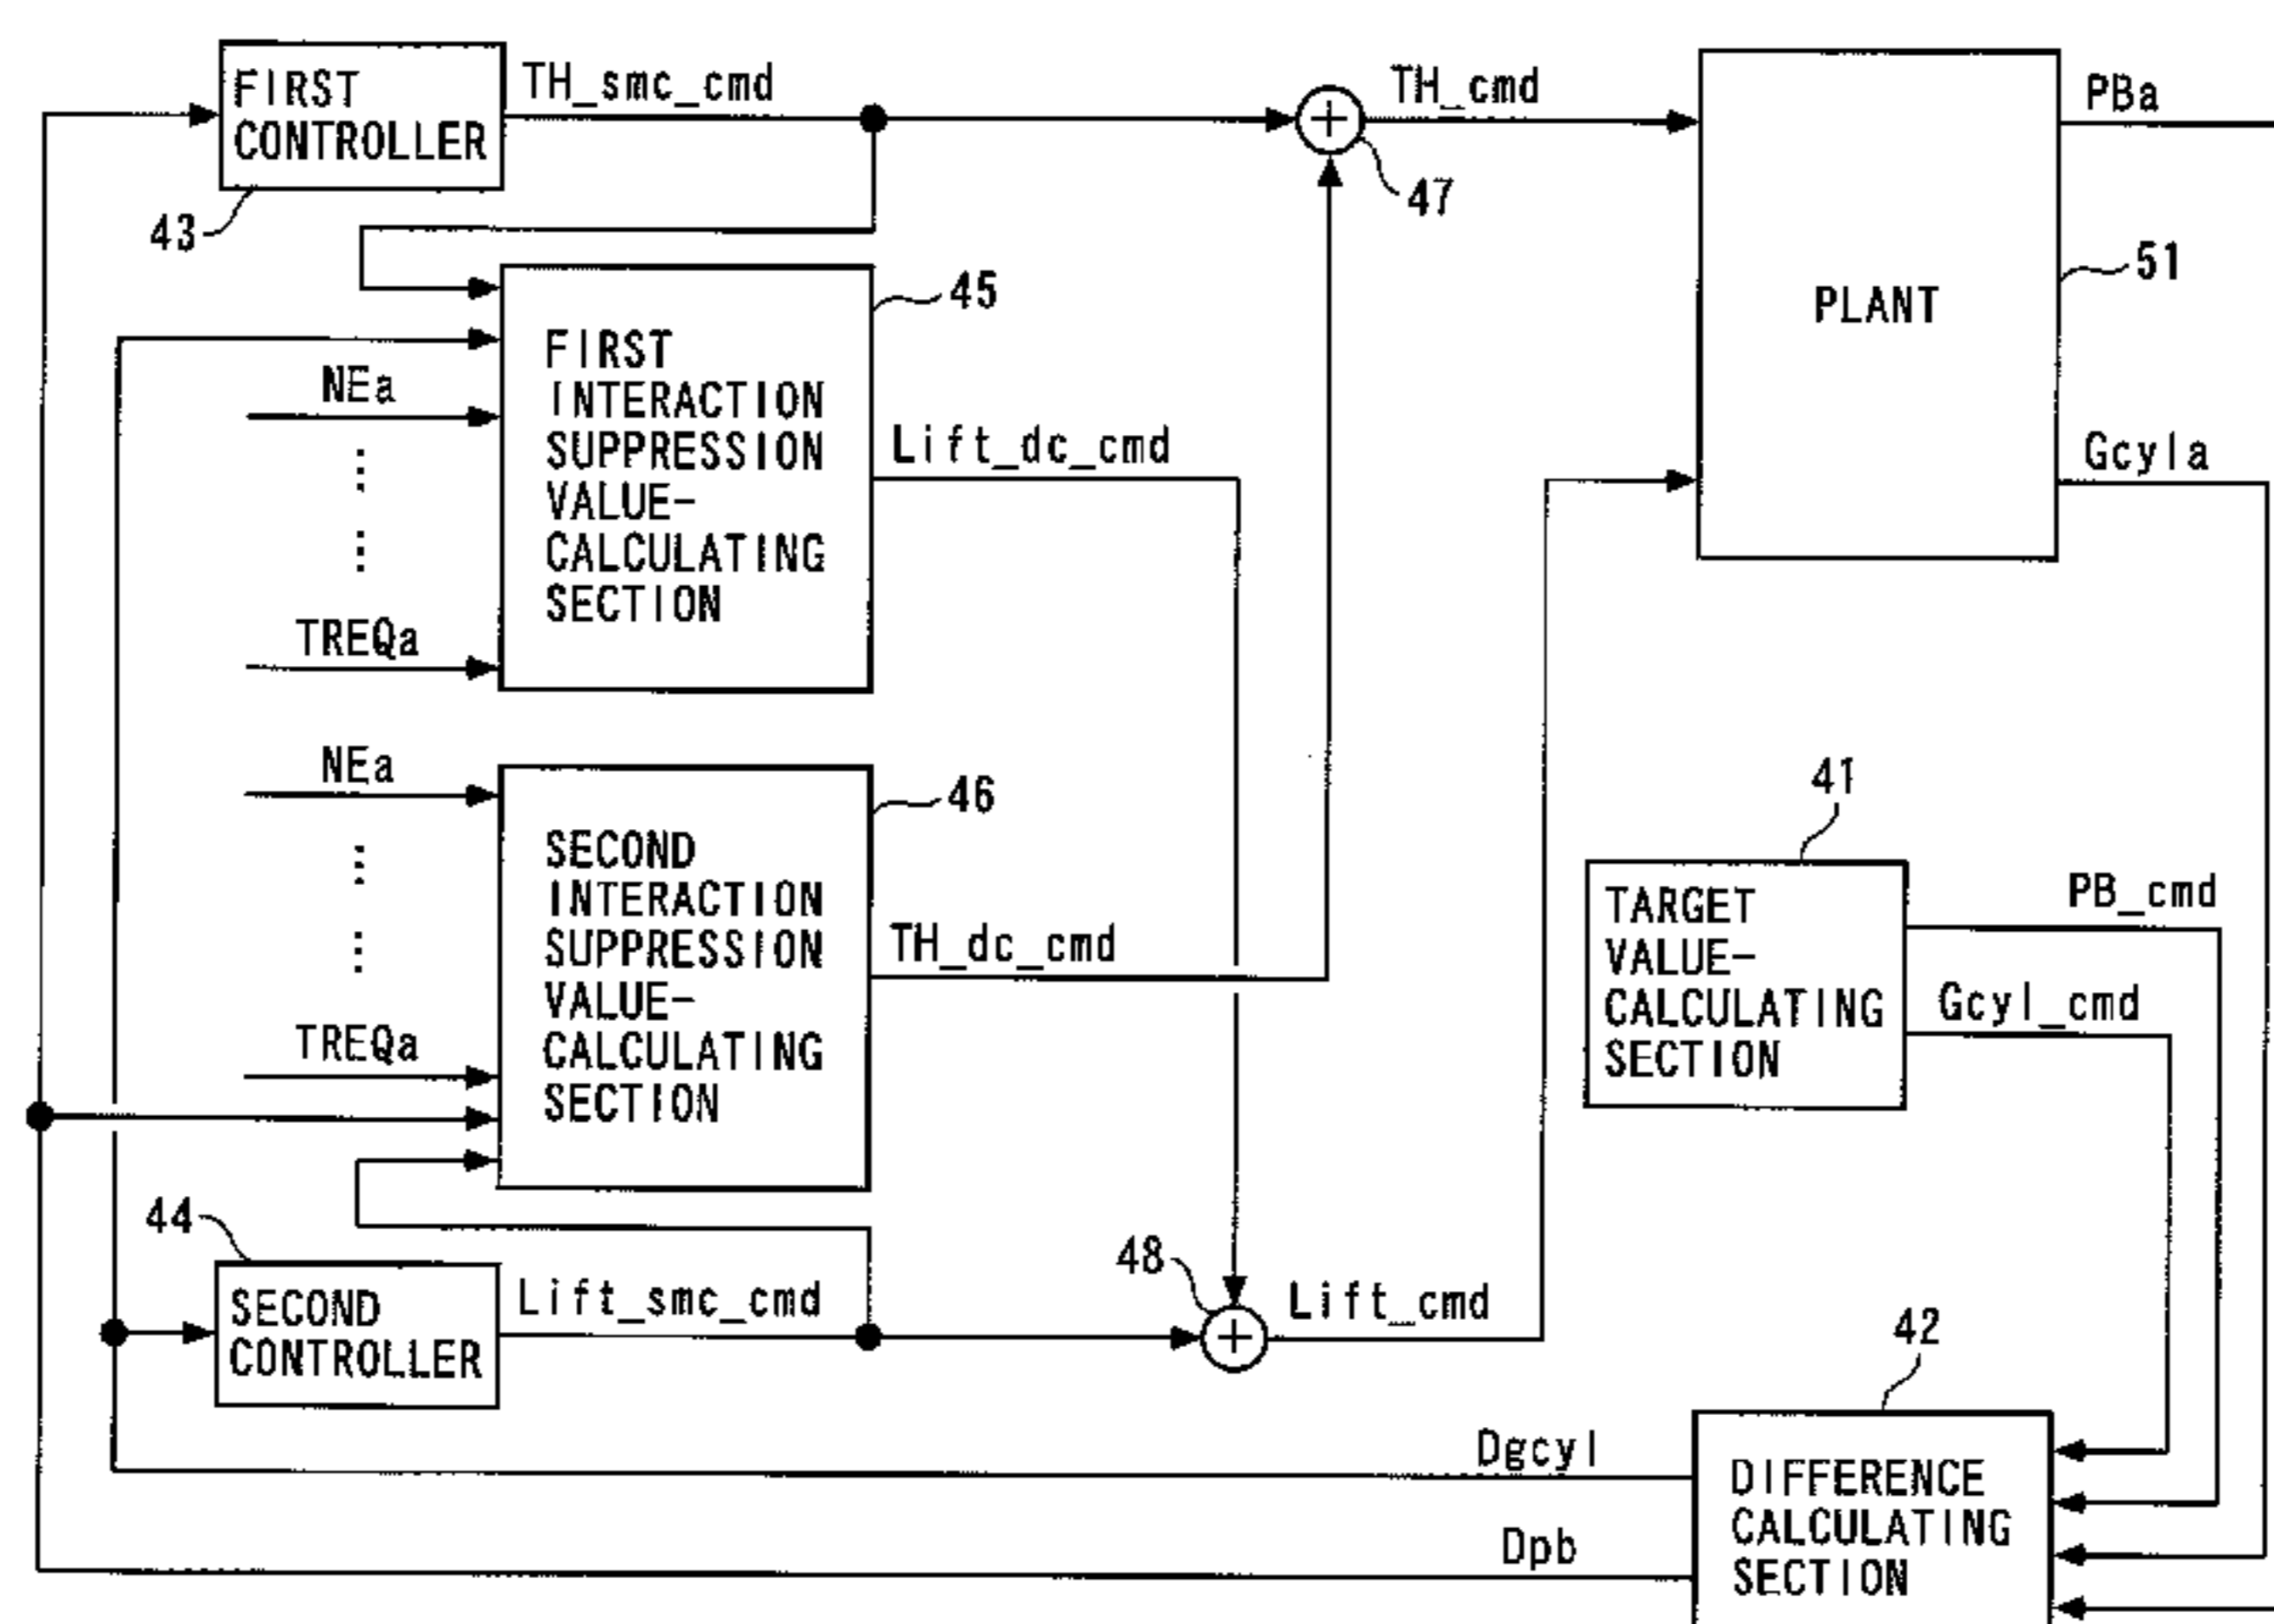 FIRST
CONTROLLER
43
TH_smc_cmd
47
TH_cmd
PLANT
51
PBa
Gcyla
NEa
⋮
⋮
TREQa
FIRST
INTERACTION
SUPPRESSION
VALUE-
CALCULATING
SECTION
45
Lift_dc_cmd
NEa
⋮
⋮
TREQa
SECOND
INTERACTION
SUPPRESSION
VALUE-
CALCULATING
SECTION
46
TH_dc_cmd
41
TARGET
VALUE-
CALCULATING
SECTION
PB_cmd
Gcyl_cmd
44
SECOND
CONTROLLER
Lift_smc_cmd
48
Lift_cmd
42
DIFFERENCE
CALCULATING
SECTION
Dgcyl
Dpb